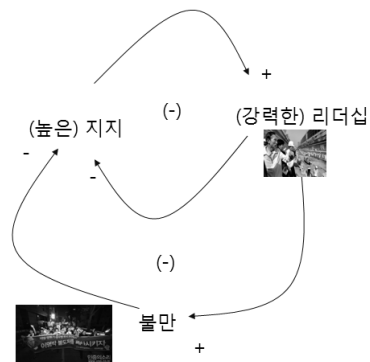 +
(-)
(강력한) 리더십
(높은) 지지
-
-
(-)
불만
+